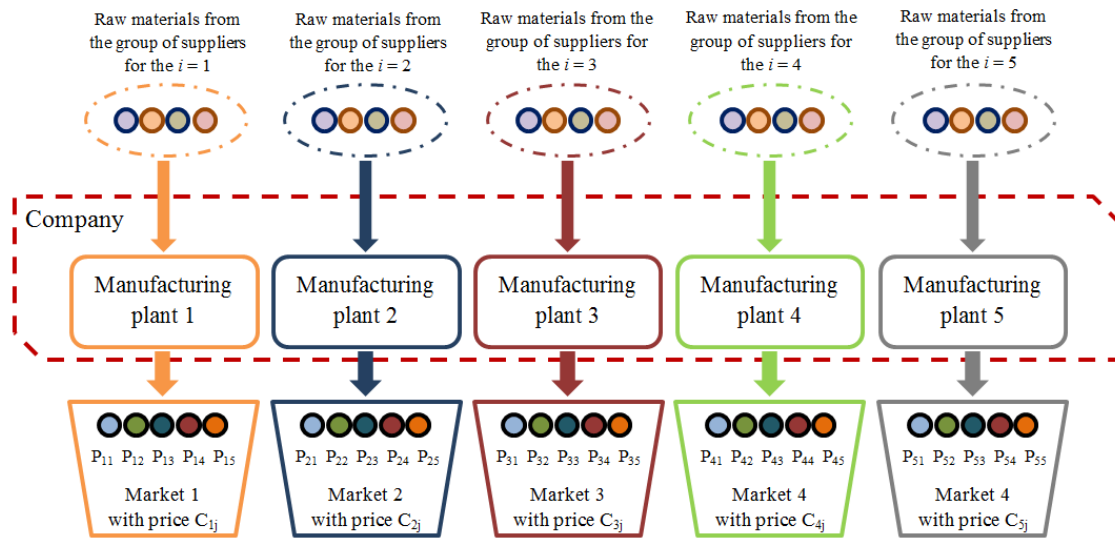 Raw materials from
the group of suppliers
for the i = 1
Raw materials from
the group of suppliers
for the i = 2
Raw materials from the
group of suppliers for
the i = 3
Raw materials from the
group of suppliers for
the i = 4
Raw materials from
the group of suppliers
for the i = 5
Company
Manufacturing
plant 1
Manufacturing
plant 2
Manufacturing
plant 3
Manufacturing
plant 4
Manufacturing
plant 5
P11 P12 P13 P14 P15
Market 1
with price C1j
P21 P22 P23 P24 P25
Market 2
with price C2j
P31 P32 P33 P34 P35
Market 3
with price C3j
P41 P42 P43 P44 P45
Market 4
with price C4j
P51 P52 P53 P54 P55
Market 4
with price C5j